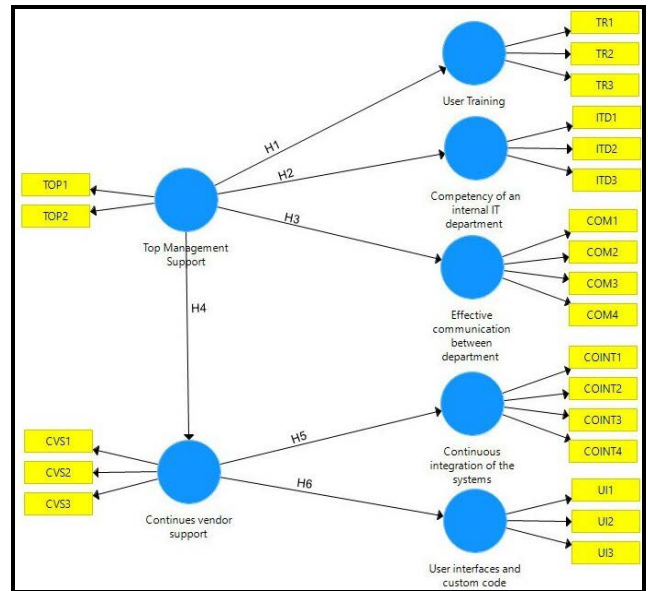 TR1
TR2
TR3
User Training
H1
ITD1
ITD2
ITD3
H2
Competency of an
internal IT
department
TOP1
TOP2
Top Management
Support
H3
COM1
COM2
COM3
COM4
Effective
communication
between
department
H4
COINT1
COINT2
COINT3
COINT4
H5
Continuous
integration of the
systems
CVS1
CVS2
CVS3
Continues vendor
support
H6
UI1
UI2
UI3
User interfaces and
custom code